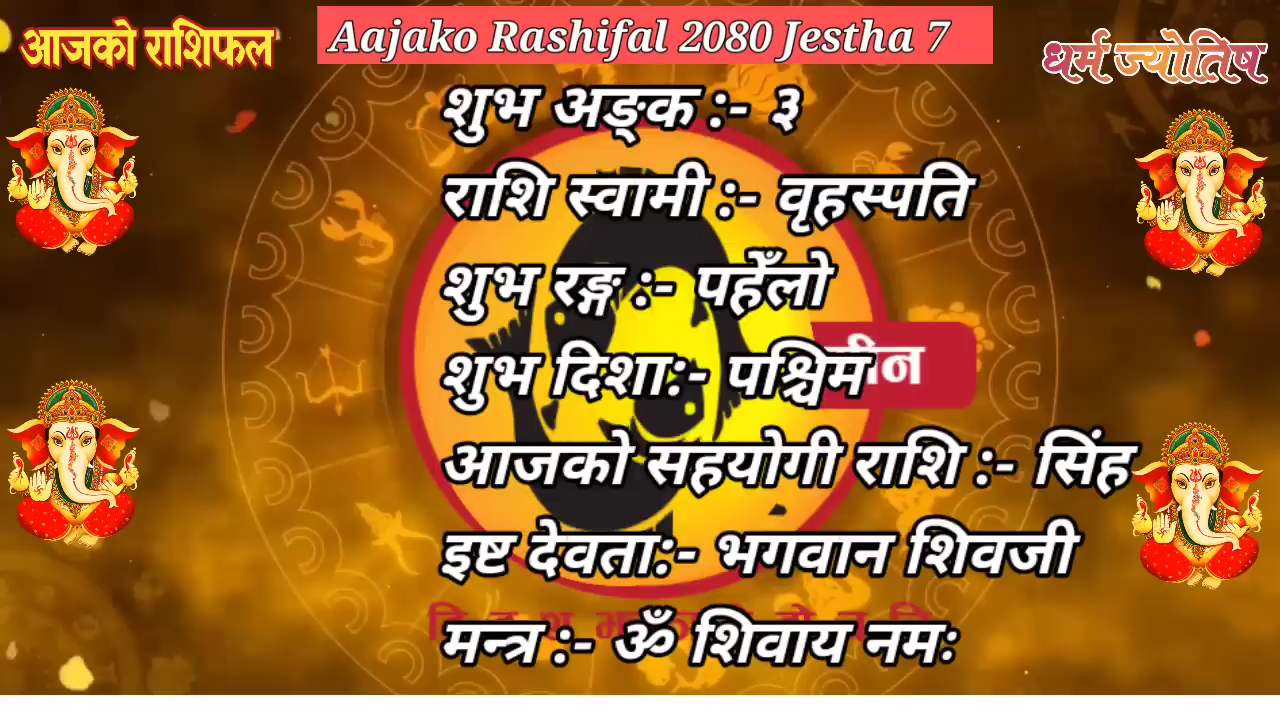 आजको राशिफल
Aajako Rashifal 2080 Jestha 7
धर्म ज्योतिष
शुभ अङ्क :- ३
राशि स्वामी :- वृहस्पति
शुभ रङ्ग :- पहेँलो
शुभ दिशा:- पश्चिम
आजको सहयोगी राशि :- सिंह
इष्ट देवता:- भगवान शिवजी
मन्त्र :- ॐ शिवाय नमः